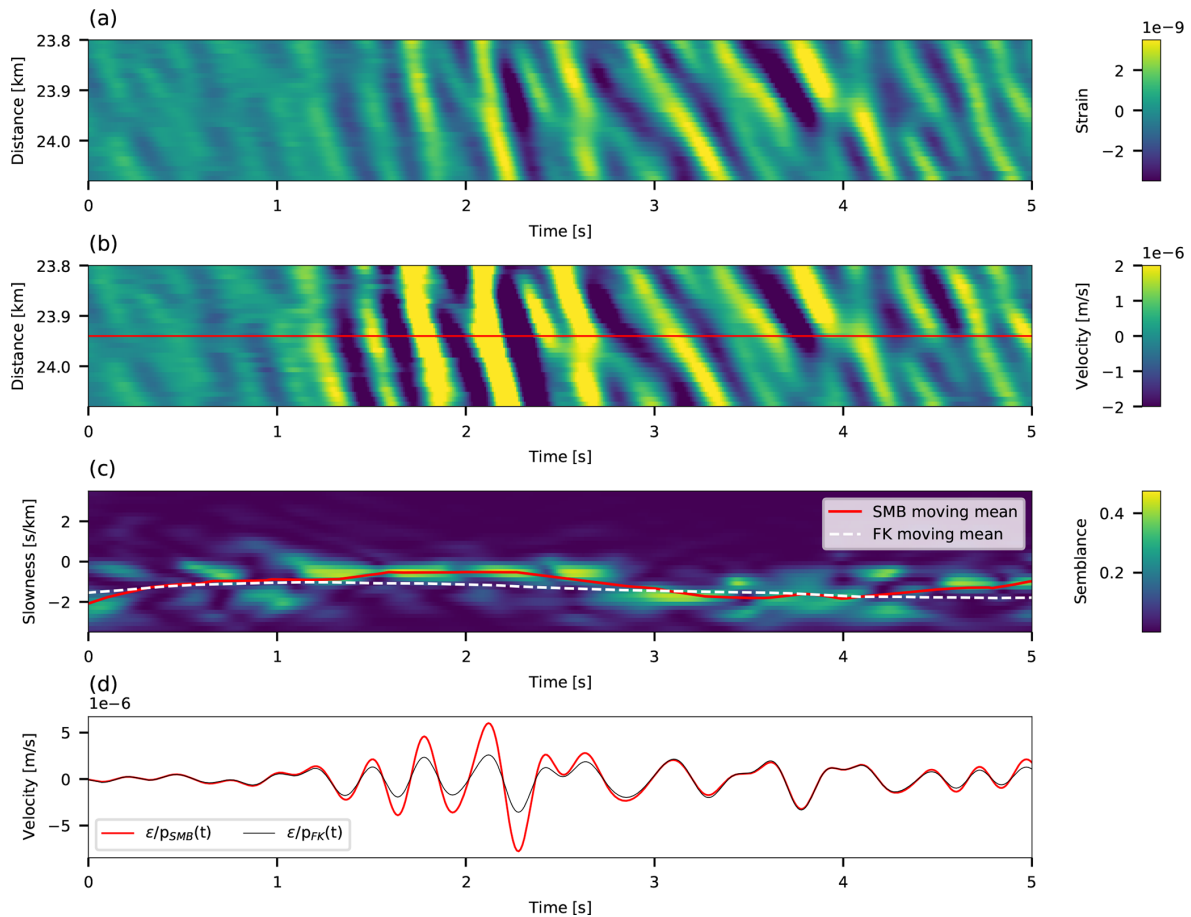 (a)
1e−9
23.8
23.9
24.0
Distance [km]
0 1 2 3 4 5
Time [s]
2
0
−2
Strain
(b)
1e−6
23.8
23.9
24.0
Distance [km]
0 1 2 3 4 5
Time [s]
2
1
0
−1
−2
Velocity [m/s]
(c)
2
0
−2
Slowness [s/km]
SMB moving mean
FK moving mean
0 1 2 3 4 5
Time [s]
0.4
0.2
Semblance
(d)
1e−6
5
0
−5
Velocity [m/s]
ε/pSMB(t) ε/pFK(t)
0 1 2 3 4 5
Time [s]